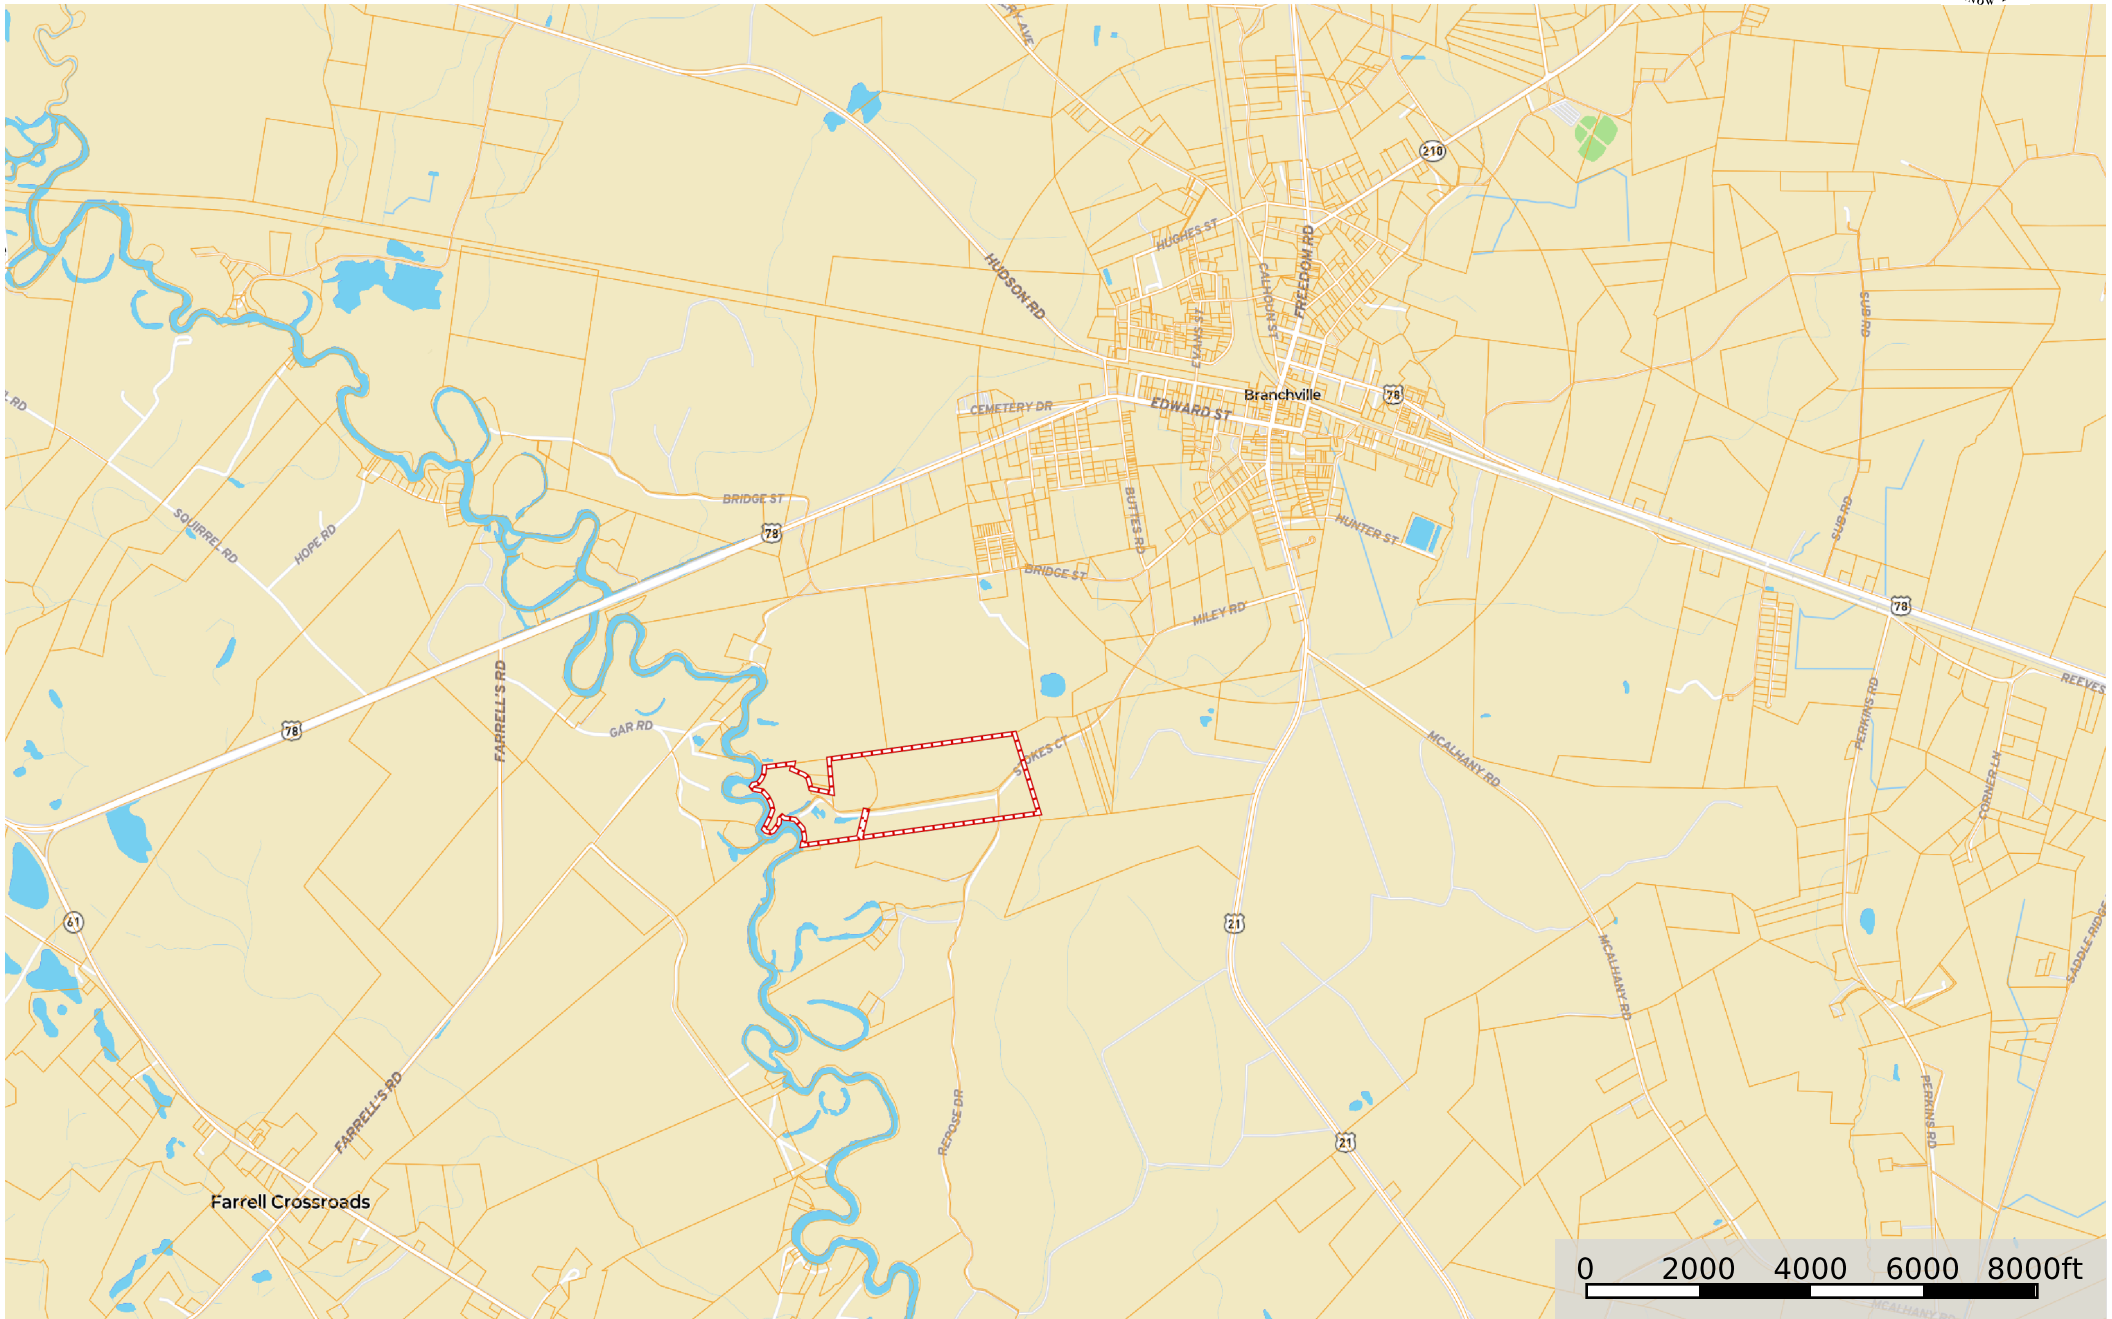 210
HUGHES ST
FREEDOM RD
HUDSON RD
CALHOUN ST
SUB RD
EVANS ST
Branchville
78
CEMETERY DR
EDWARD ST
BRIDGE ST
BUTTES RD
SQUIRREL RD
HOPE RD
78
HUNTER ST
SUB RD
BRIDGE ST
MILEY RD
78
FARRELL'S RD
REEVES
PERKINS RD
78
GAR RD
STOKES CT
MCALHANY RD
CORNER LN
61
21
SADDLE RIDGE
MCALHANY RD
FARRELL'S RD
REPOSE DR
PERKINS RD
21
Farrell Crossroads
0 2000 4000 6000 8000ft
MCALHANY RD